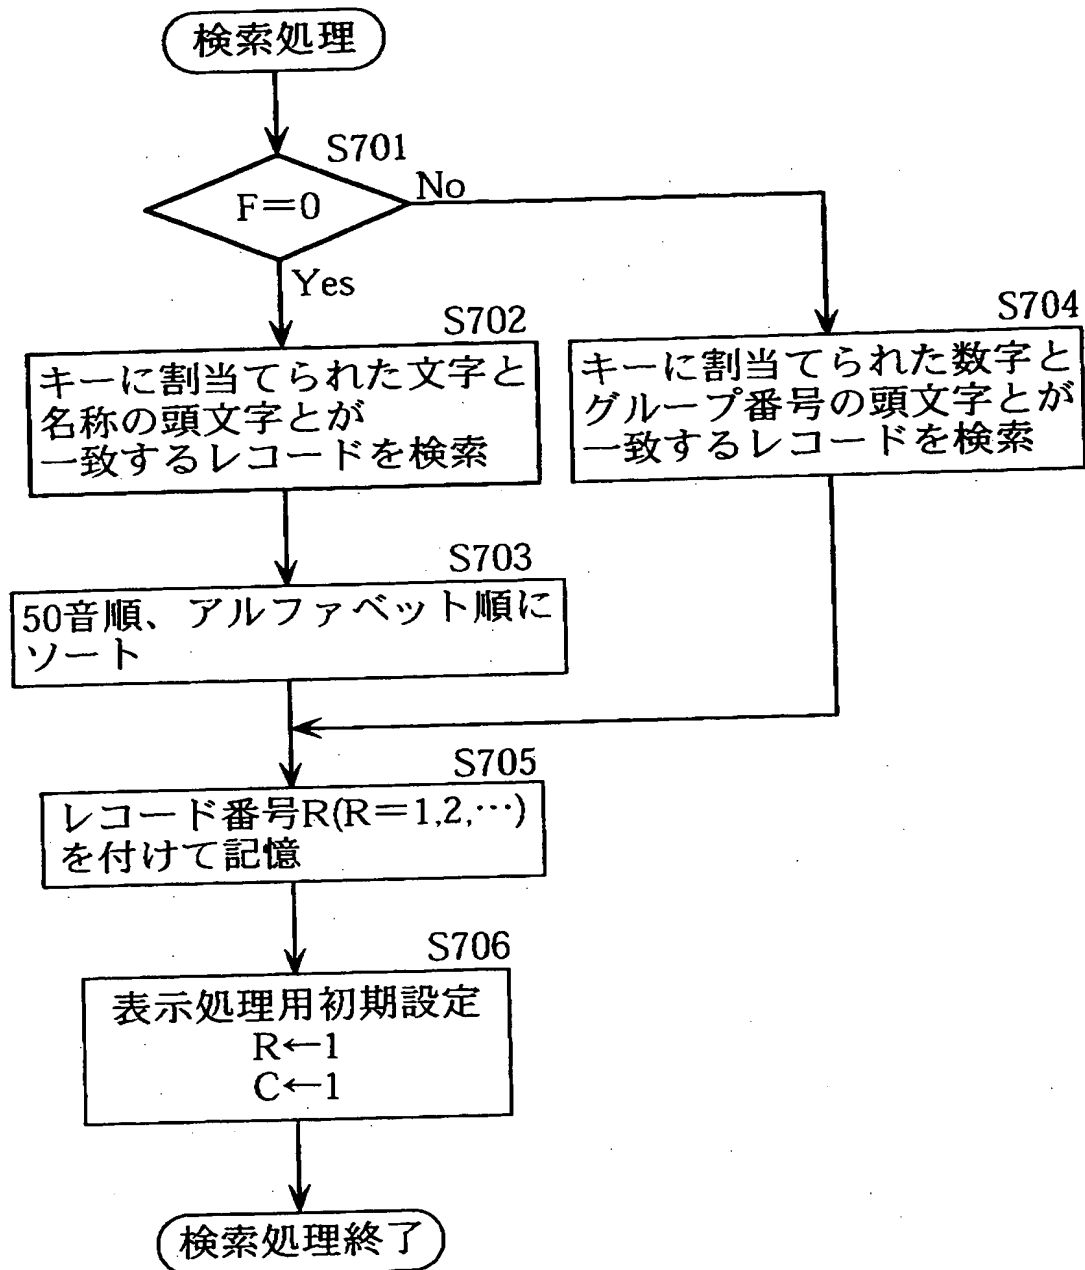 検索処理
S701
F＝0
No
Yes
S702
キーに割当てられた文字と
名称の頭文字とが
一致するレコードを検索
S704
キーに割当てられた数字と
グループ番号の頭文字とが
一致するレコードを検索
S703
50音順、アルファベット順に
ソート
S705
レコード番号R(R＝1,2,…)
を付けて記憶
S706
表示処理用初期設定
R←1
C←1
検索処理終了